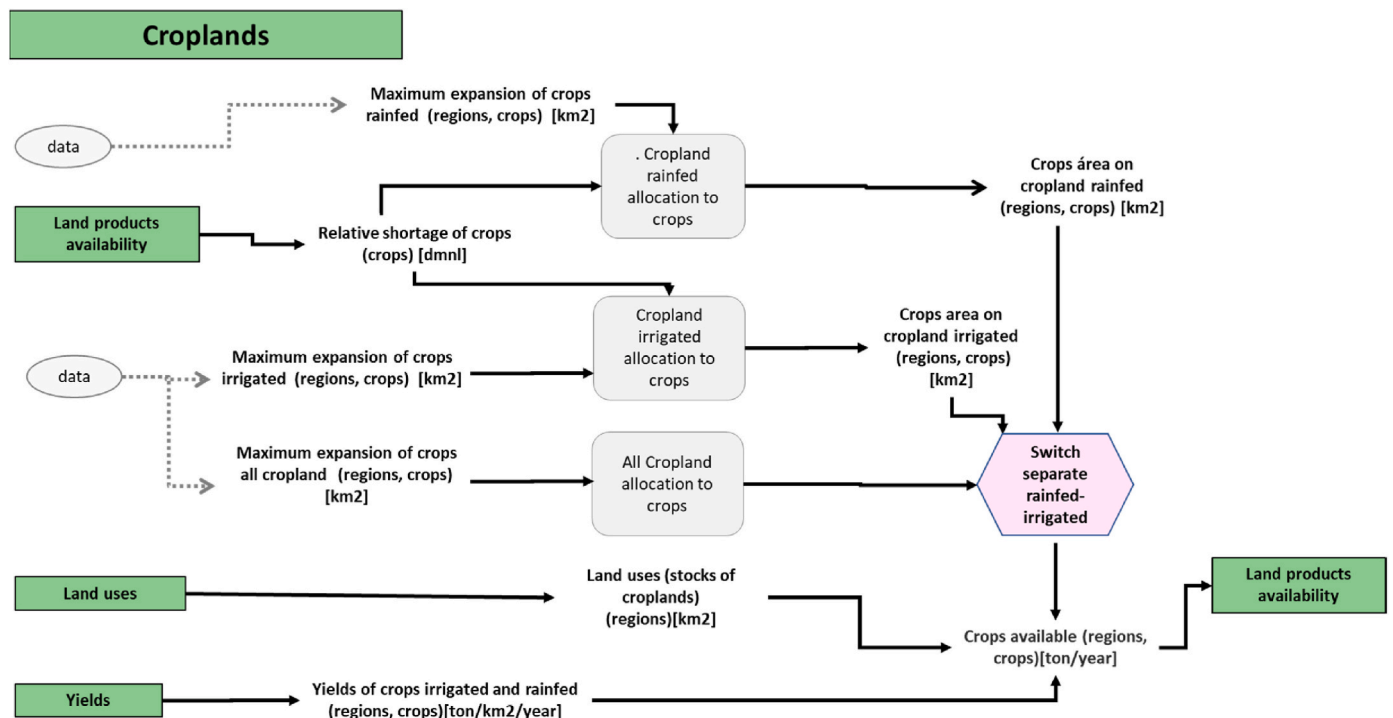 Croplands
Maximum expansion of crops
rainfed (regions, crops) [km2]
data
. Cropland
rainfed
allocation to
crops
Crops área on
cropland rainfed
(regions, crops) [km2]
Land products
availability
Relative shortage of crops
(crops) [dmnl]
Cropland
irrigated
allocation to
crops
Crops area on
cropland irrigated
(regions, crops)
[km2]
data
Maximum expansion of crops
irrigated (regions, crops) [km2]
Maximum expansion of crops
all cropland (regions, crops)
[km2]
All Cropland
allocation to
crops
Switch
separate
rainfed-
irrigated
Land uses
Land uses (stocks of
croplands)
(regions)[km2]
Land products
availability
Crops available (regions,
crops)[ton/year]
Yields
Yields of crops irrigated and rainfed
(regions, crops)[ton/km2/year]